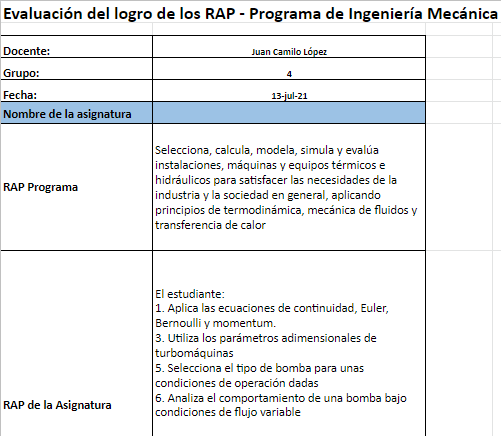 Evaluación del logro de los RAP - Programa de Ingeniería Mecánica
Docente: Juan Camilo López
Grupo: 4
Fecha: 13-jul-21
Nombre de la asignatura
RAP Programa
Selecciona, calcula, modela, simula y evalúa
instalaciones, máquinas y equipos térmicos e
hidráulicos para satisfacer las necesidades de la
industria y la sociedad en general, aplicando
principios de termodinámica, mecánica de fluidos y
transferencia de calor
RAP de la Asignatura
El estudiante:
1. Aplica las ecuaciones de continuidad, Euler,
Bernoulli y momentum.
3. Utiliza los parámetros adimensionales de
turbomáquinas
5. Selecciona el tipo de bomba para unas
condiciones de operación dadas
6. Analiza el comportamiento de una bomba bajo
condiciones de flujo variable